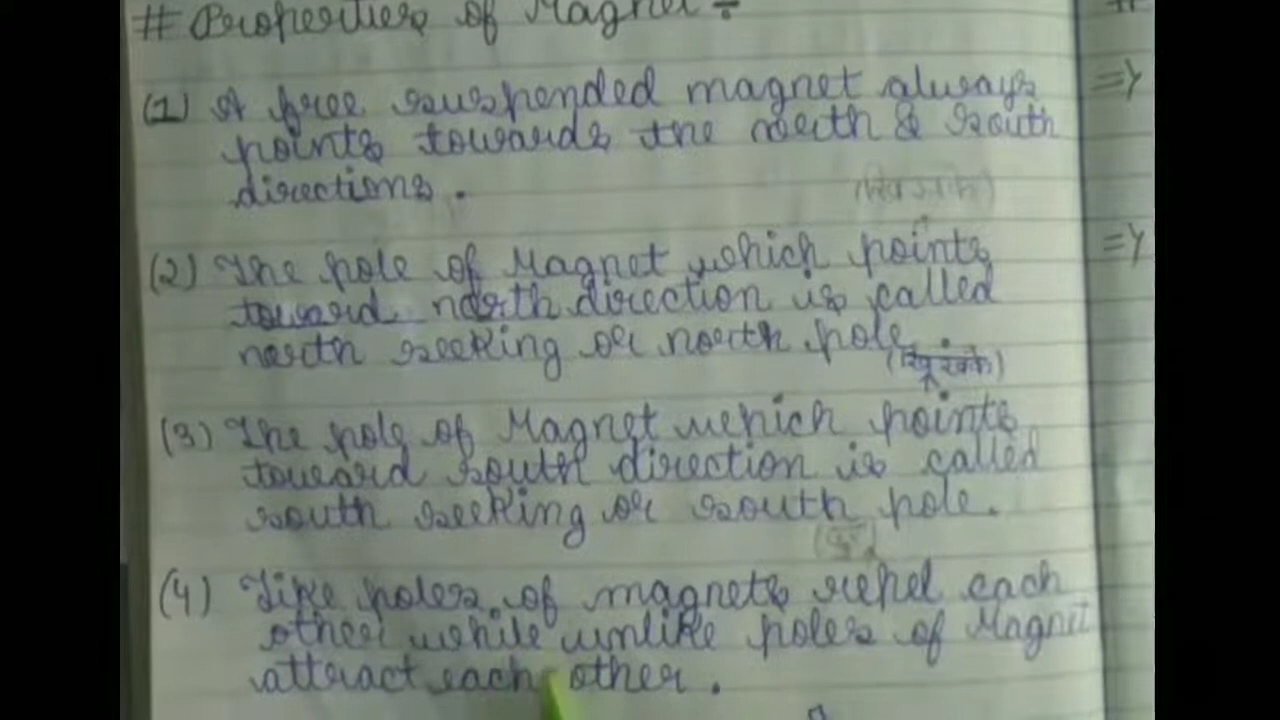 # Properties of Magnet ÷
(1) A free suspended magnet always
points towards the north & south
directions.
(2) The pole of Magnet which points
toward north direction is called
north seeking or north pole.
(3) The pole of Magnet which points
toward south direction is called
south seeking or south pole.
(4) Like poles of magnets repel each
other while unlike poles of Magnet
attract each other.